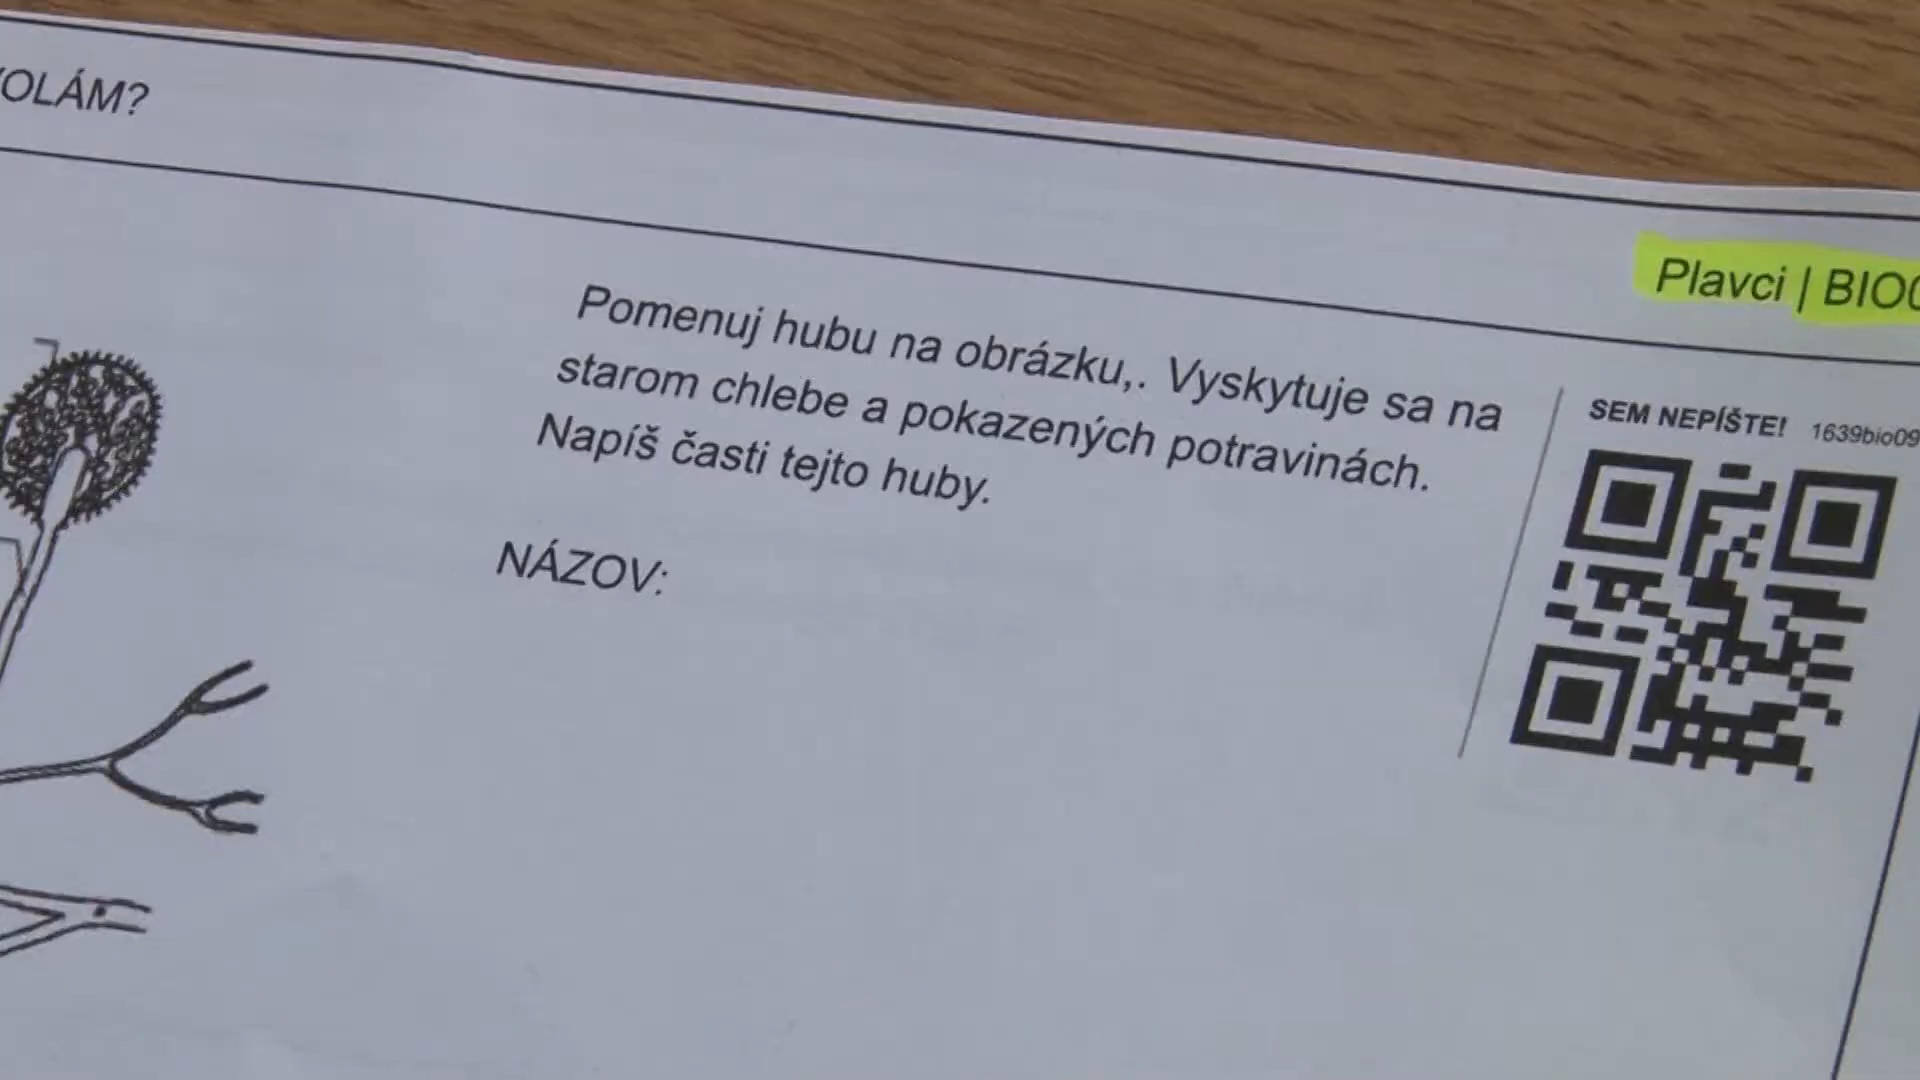 OLÁM?
Plavci | BIO
Pomenuj hubu na obrázku,. Vyskytuje sa na
starom chlebe a pokazených potravinách.
Napíš časti tejto huby.
NÁZOV:
SEM NEPÍŠTE! 1639bio09